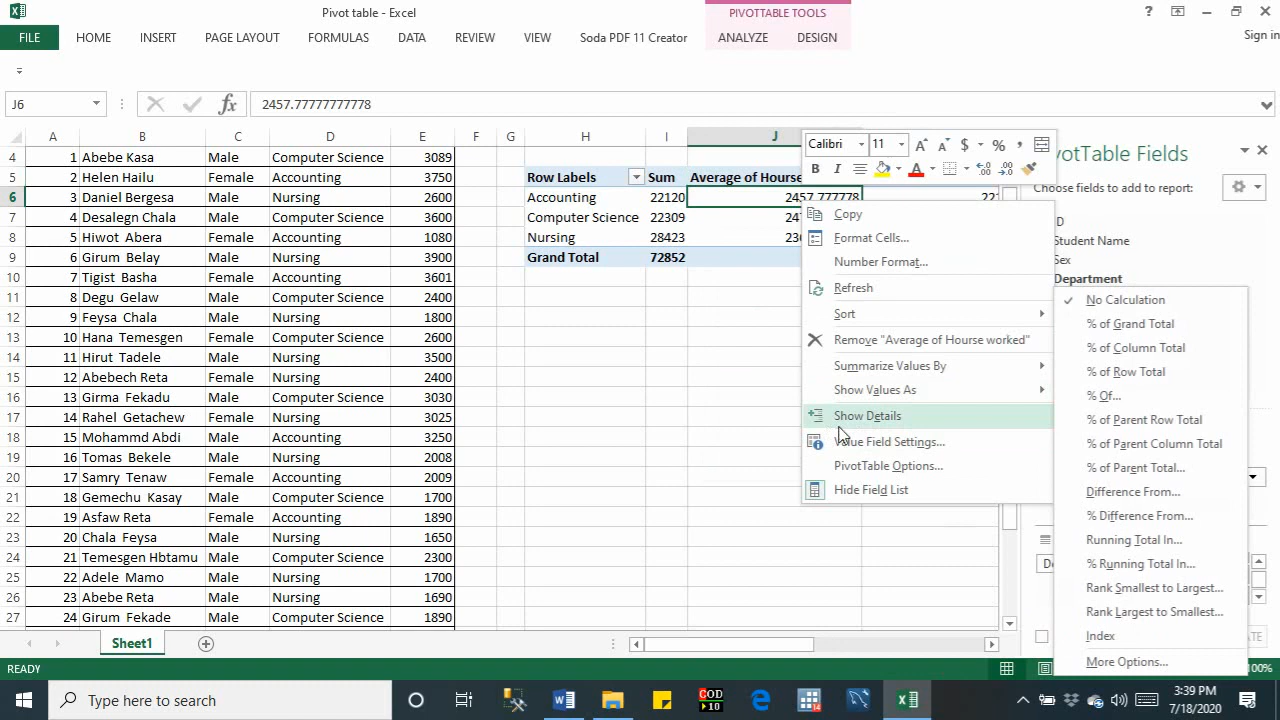 Pivot table - Excel
PIVOTTABLE TOOLS
FILE HOME INSERT PAGE LAYOUT FORMULAS DATA REVIEW VIEW Soda PDF 11 Creator ANALYZE DESIGN Sign in
J6 fx 2457.77777777778
Calibri 11 $ % ,
B I A .00 .0
PivotTable Fields
Choose fields to add to report:
A B C D E F G H I J
4 1 Abebe Kasa Male Computer Science 3089
5 2 Helen Hailu Female Accounting 3750 Row Labels Sum Average of Hourse
6 3 Daniel Bergesa Male Nursing 2600 Accounting 22120 2457.777778
7 4 Desalegn Chala Male Computer Science 3600 Computer Science 22309
8 5 Hiwot Abera Female Accounting 1080 Nursing 28423
9 6 Girum Belay Male Nursing 3900 Grand Total 72852
10 7 Tigist Basha Female Accounting 3601
11 8 Degu Gelaw Male Computer Science 2400
12 9 Feysa Chala Male Nursing 1800
13 10 Hana Temesgen Female Computer Science 3300
14 11 Hirut Tadele Female Nursing 3500
15 12 Abebech Reta Female Nursing 2400
16 13 Girma Fekadu Male Computer Science 3030
17 14 Rahel Getachew Female Nursing 3025
18 15 Mohammd Abdi Male Accounting 3250
19 16 Tomas Bekele Male Nursing 2008
20 17 Samry Tenaw Female Accounting 2009
21 18 Gemechu Kasay Male Computer Science 1700
22 19 Asfaw Reta Female Accounting 1890
23 20 Chala Feysa Male Nursing 1650
24 21 Temesgen Hbtamu Male Computer Science 2300
25 22 Adele Mamo Male Nursing 1700
26 23 Abebe Reta Male Nursing 1690
27 24 Girum Fekade Male Computer Science 1890
Copy
Format Cells...
Number Format...
Refresh
Sort
Remove "Average of Hourse worked"
Summarize Values By
Show Values As
Show Details
Value Field Settings...
PivotTable Options...
Hide Field List
Student Name
Sex
Department
No Calculation
% of Grand Total
% of Column Total
% of Row Total
% Of...
% of Parent Row Total
% of Parent Column Total
% of Parent Total...
Difference From...
% Difference From...
Running Total In...
% Running Total In...
Rank Smallest to Largest...
Rank Largest to Smallest...
Index
More Options...
Sheet1
READY 100%
Type here to search
GOD
10
14
3:39 PM
7/18/2020